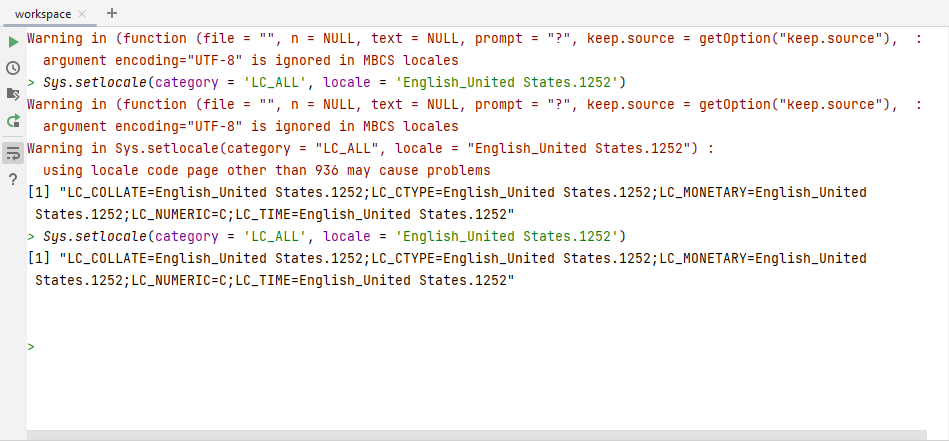 workspace
Warning in (function (file = "", n = NULL, text = NULL, prompt = "?", keep.source = getOption("keep.source"),  :
  argument encoding="UTF-8" is ignored in MBCS locales
> Sys.setlocale(category = 'LC_ALL', locale = 'English_United States.1252')
Warning in (function (file = "", n = NULL, text = NULL, prompt = "?", keep.source = getOption("keep.source"),  :
  argument encoding="UTF-8" is ignored in MBCS locales
Warning in Sys.setlocale(category = "LC_ALL", locale = "English_United States.1252") :
  using locale code page other than 936 may cause problems
[1] "LC_COLLATE=English_United States.1252;LC_CTYPE=English_United States.1252;LC_MONETARY=English_United
 States.1252;LC_NUMERIC=C;LC_TIME=English_United States.1252"
> Sys.setlocale(category = 'LC_ALL', locale = 'English_United States.1252')
[1] "LC_COLLATE=English_United States.1252;LC_CTYPE=English_United States.1252;LC_MONETARY=English_United
 States.1252;LC_NUMERIC=C;LC_TIME=English_United States.1252"
>